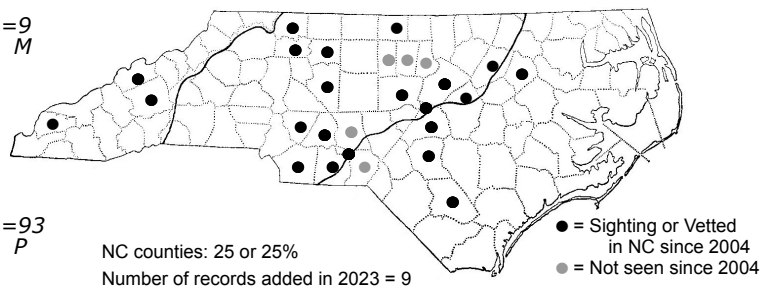 =9
M
=93
P
NC counties: 25 or 25%
Number of records added in 2023 = 9
= Sighting or Vetted
in NC since 2004
= Not seen since 2004